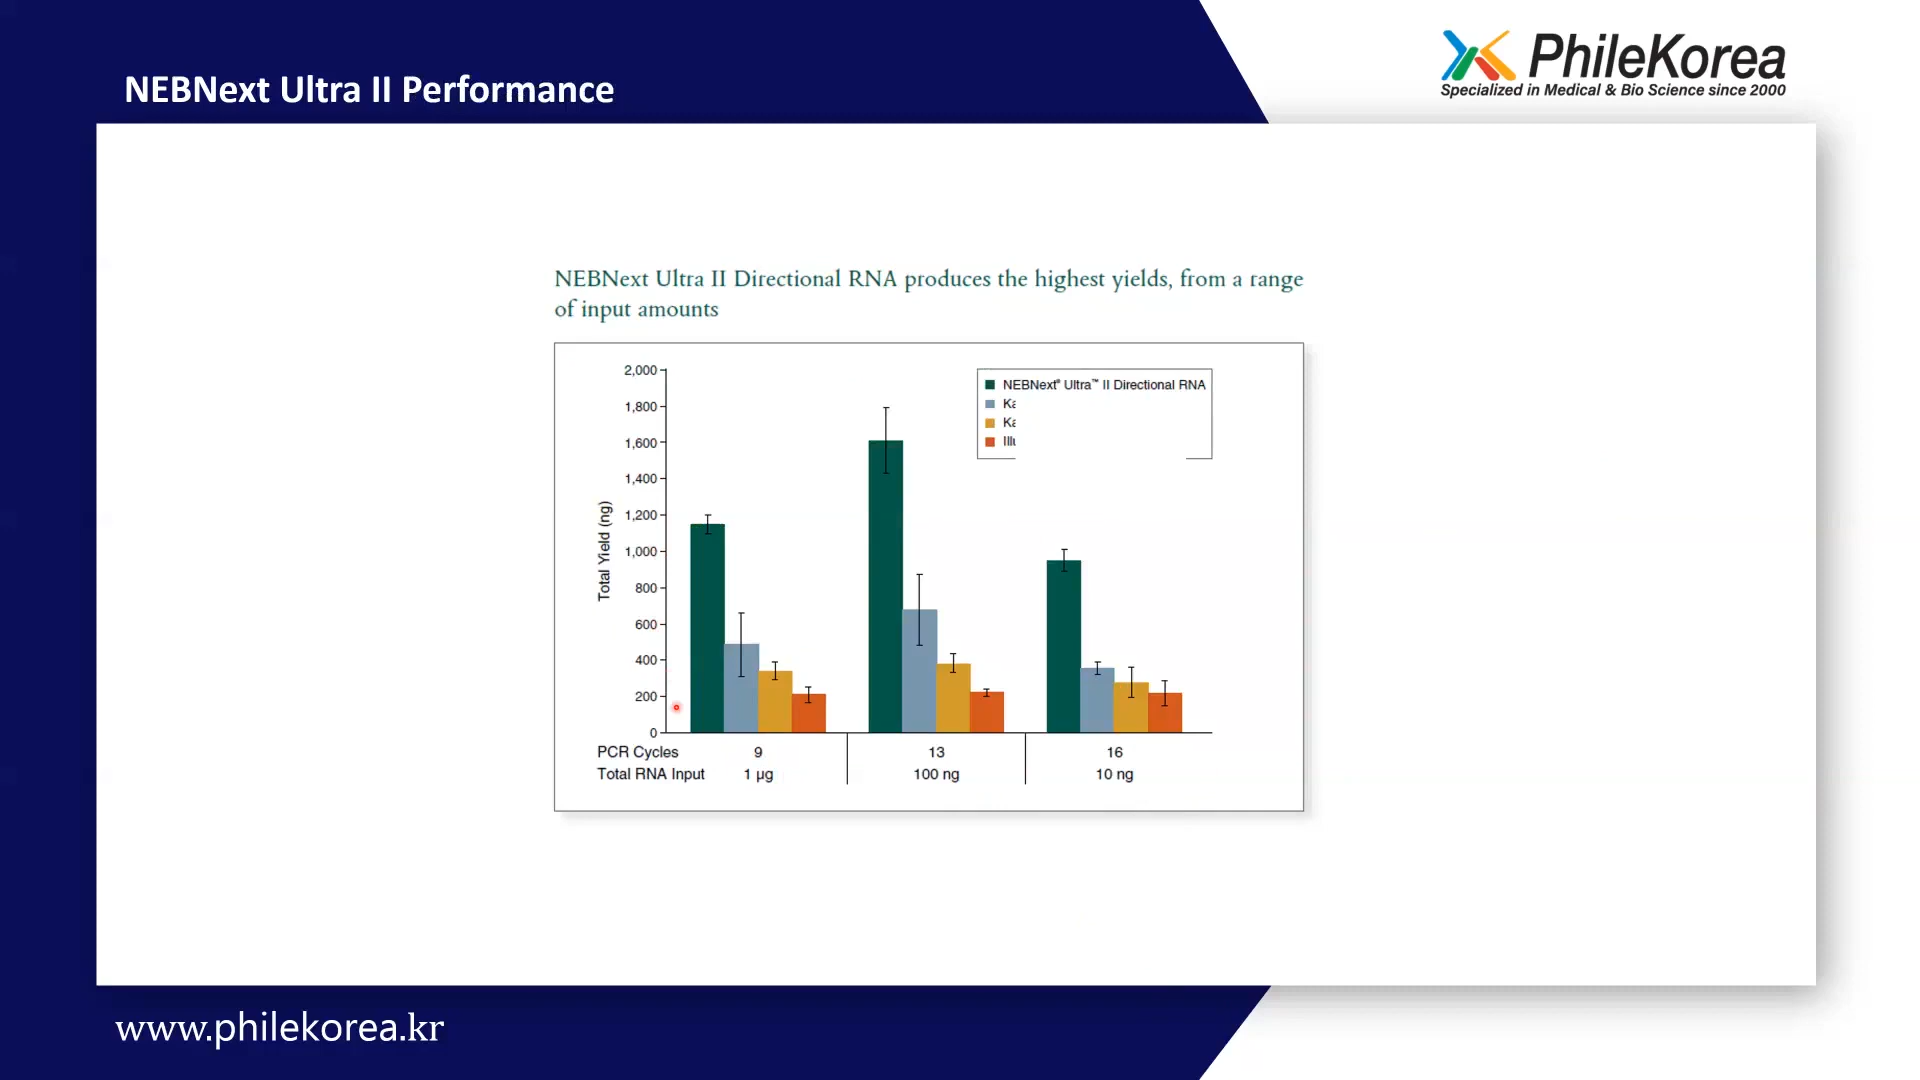 NEBNext Ultra II Performance
PhileKorea
Specialized in Medical & Bio Science since 2000
NEBNext Ultra II Directional RNA produces the highest yields, from a range
of input amounts
2,000
1,800
1,600
1,400
1,200
1,000
800
600
400
200
0
Total Yield (ng)
NEBNext® Ultra™ II Directional RNA
PCR Cycles 9 13 16
Total RNA Input 1 µg 100 ng 10 ng
www.philekorea.kr